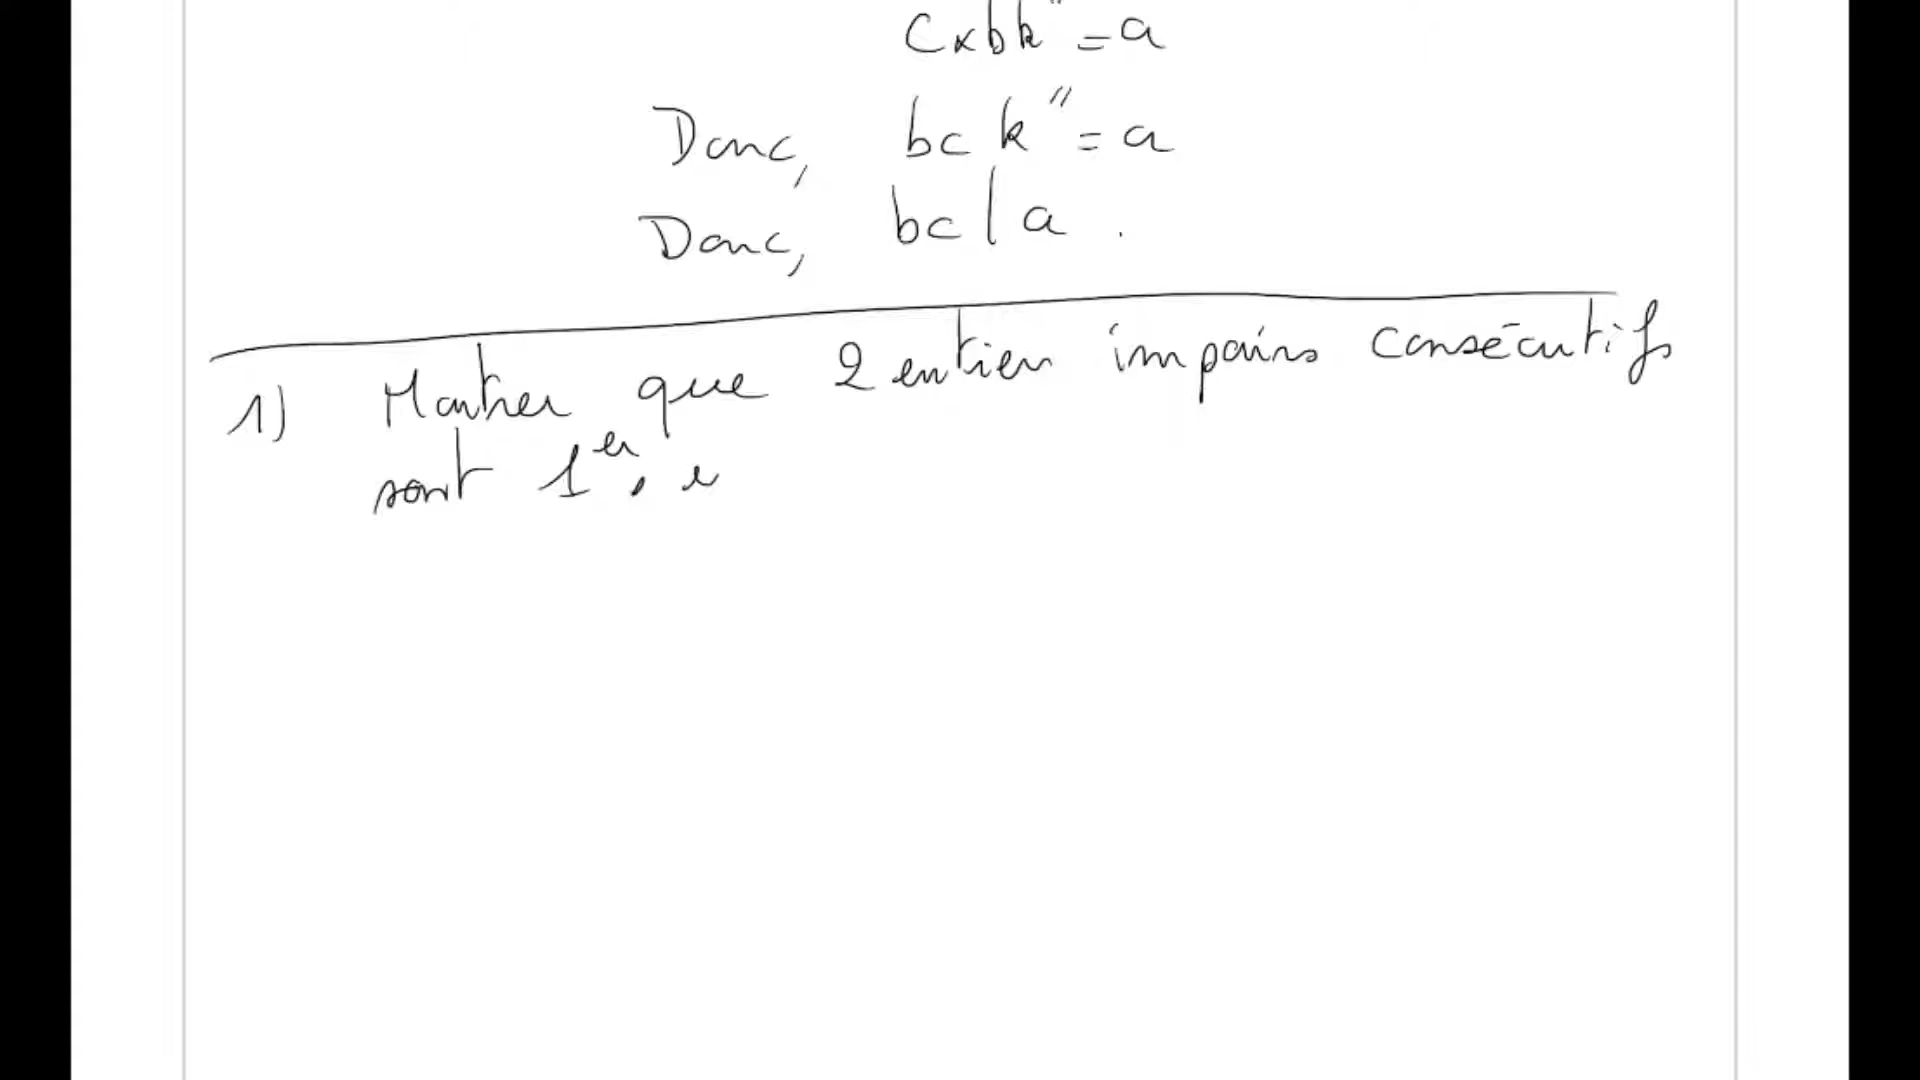 c×bk" = a
Donc, bck" = a
Donc, bc | a .
1) Montrer que 2 entier impairs consécutifs
sont 1er. e